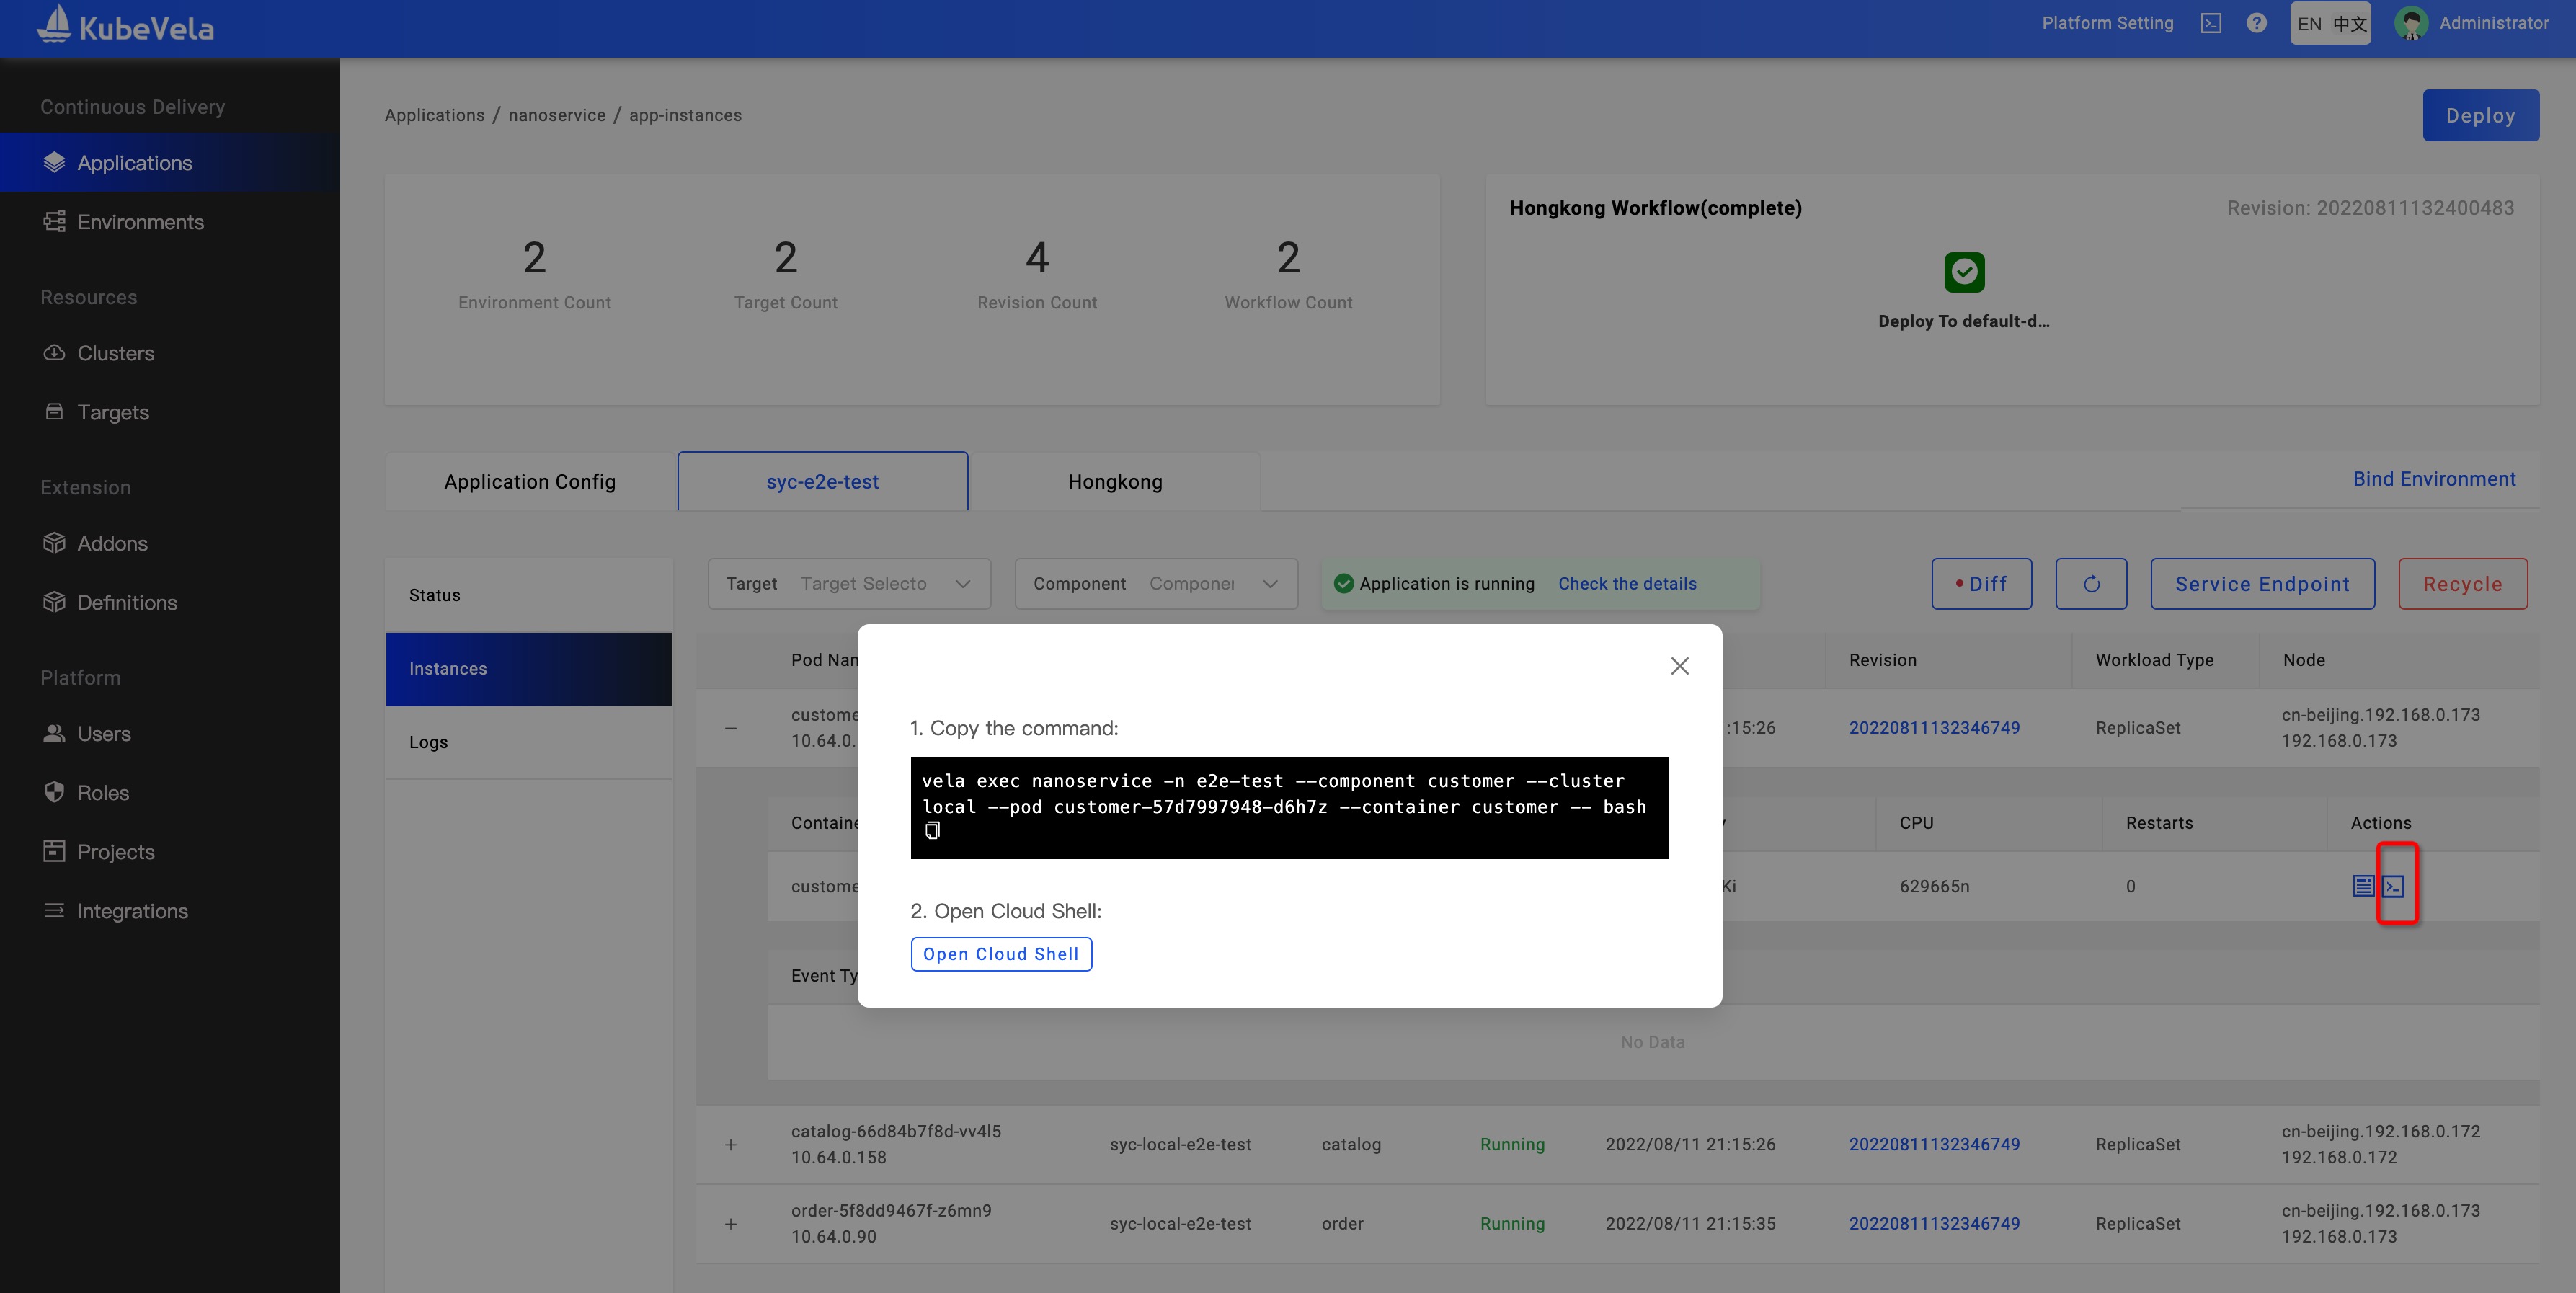 KubeVela
Platform Setting
EN 中文
Administrator
Continuous Delivery
Applications
Environments
Resources
Clusters
Targets
Extension
Addons
Definitions
Platform
Users
Roles
Projects
Integrations
Applications / nanoservice / app-instances
Deploy
2 2 4 2
Environment Count Target Count Revision Count Workflow Count
Hongkong Workflow(complete)
Revision: 20220811132400483
Deploy To default-d...
Application Config
syc-e2e-test
Hongkong
Bind Environment
Status
Instances
Logs
Target Target Selecto
Component Componer
Application is running Check the details
Diff
Service Endpoint
Recycle
Pod Nan Revision Workload Type Node
custome :15:26 20220811132346749 ReplicaSet cn-beijing.192.168.0.173
10.64.0. 192.168.0.173
Containe CPU Restarts Actions
custome Ki 629665n 0
Event Ty
No Data
1. Copy the command:
vela exec nanoservice -n e2e-test --component customer --cluster
local --pod customer-57d7997948-d6h7z --container customer -- bash
2. Open Cloud Shell:
Open Cloud Shell
catalog-66d84b7f8d-vv4l5 syc-local-e2e-test catalog Running 2022/08/11 21:15:26 20220811132346749 ReplicaSet cn-beijing.192.168.0.172
10.64.0.158 192.168.0.172
order-5f8dd9467f-z6mn9 syc-local-e2e-test order Running 2022/08/11 21:15:35 20220811132346749 ReplicaSet cn-beijing.192.168.0.173
10.64.0.90 192.168.0.173